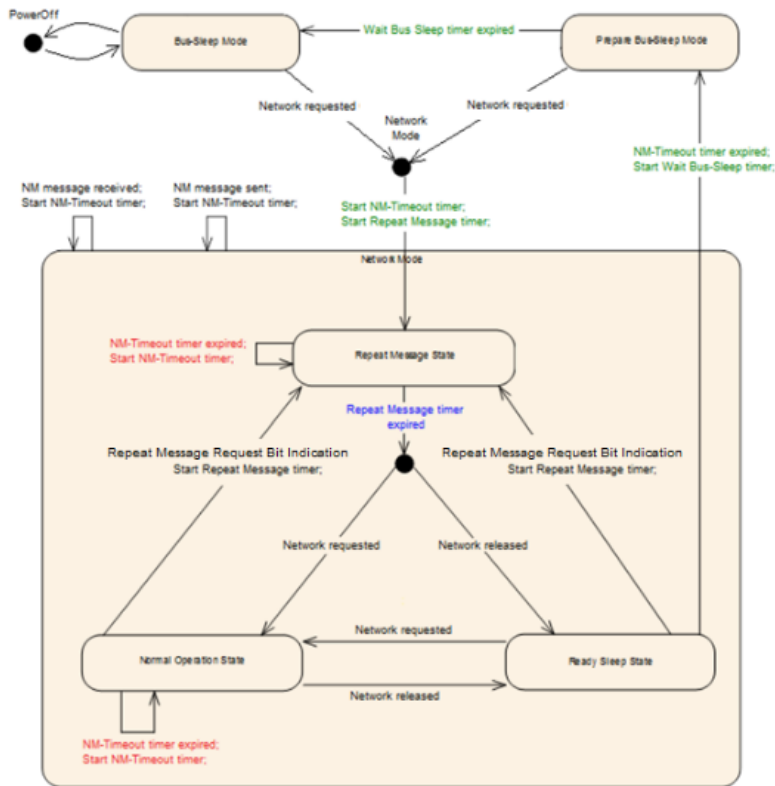 PowerOff
Bus-Sleep Mode
Wait Bus Sleep timer expired
Prepare Bus-Sleep Mode
Network requested
Network requested
Network
Mode
NM-Timeout timer expired;
Start Wait Bus-Sleep timer;
NM message received;
Start NM-Timeout timer;
NM message sent;
Start NM-Timeout timer;
Start NM-Timeout timer;
Start Repeat Message timer;
Network Mode
NM-Timeout timer expired;
Start NM-Timeout timer;
Repeat Message State
Repeat Message timer
expired
Repeat Message Request Bit Indication
Start Repeat Message timer;
Repeat Message Request Bit Indication
Start Repeat Message timer;
Network requested
Network released
Network requested
Normal Operation State
Ready Sleep State
Network released
NM-Timeout timer expired;
Start NM-Timeout timer;